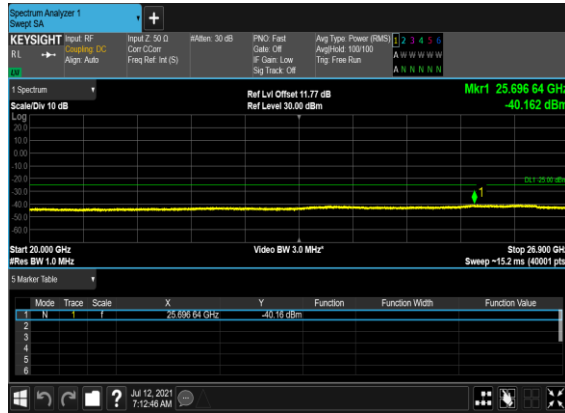 Spectrum Analyzer 1
Swept SA
+
KEYSIGHT Input: RF Input Z: 50 Ω #Atten: 30 dB PNO: Fast Avg Type: Power (RMS) 1 2 3 4 5 6
RL Coupling: DC Corr CCorr Gate: Off Avg|Hold: 100/100 A W W W W W
Align: Auto Freq Ref: Int (S) IF Gain: Low Trig: Free Run
Sig Track: Off A N N N N N
1 Spectrum
Ref Lvl Offset 11.77 dB Mkr1 25.696 64 GHz
Scale/Div 10 dB Ref Level 30.00 dBm -40.162 dBm
Log
20.0
10.0
0.00
-10.0
-20.0
DL1 -25.00 dBm
-30.0
1
-40.0
-50.0
-60.0
Start 20.000 GHz Video BW 3.0 MHz* Stop 26.900 GHz
#Res BW 1.0 MHz Sweep ~15.2 ms (40001 pts)
5 Marker Table
Mode Trace Scale X Y Function Function Width Function Value
1 N 1 f 25.696 64 GHz -40.16 dBm
2
3
4
5
6
? Jul 12, 2021
7:12:46 AM